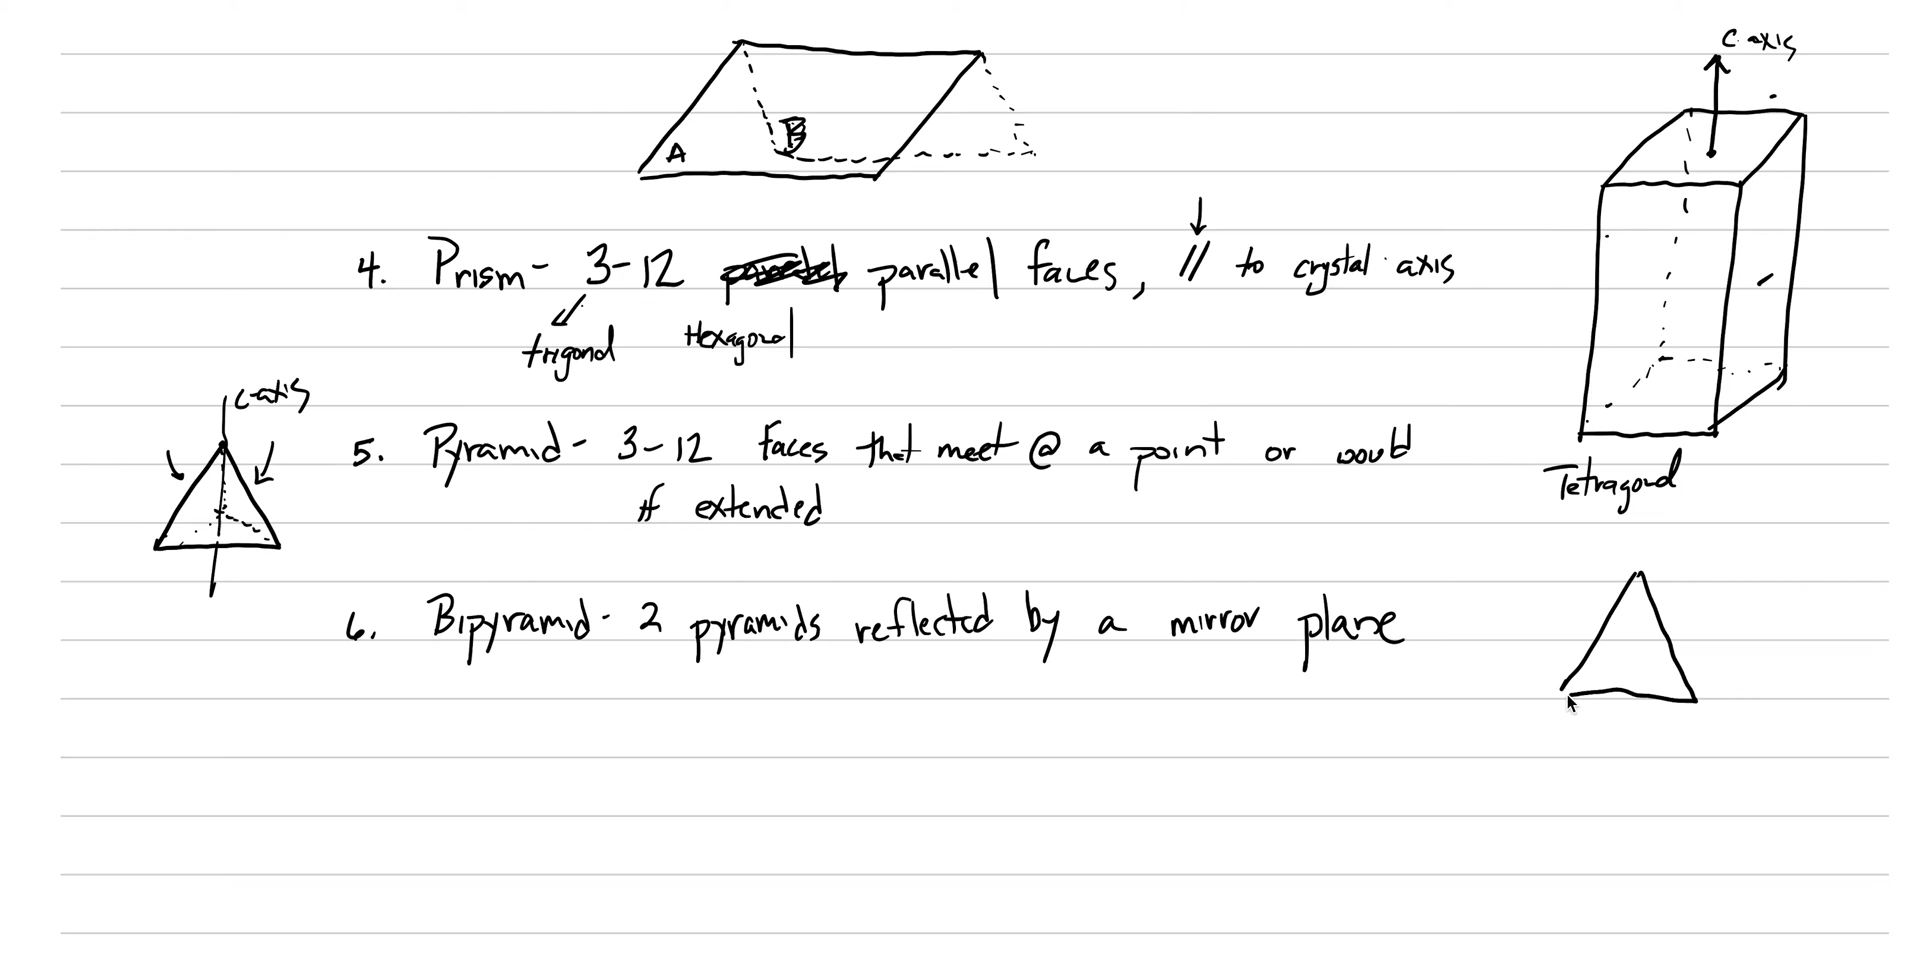 C-axis
A
B
4. Prism - 3-12 parallel faces, // to crystal axis
trigonal
Hexagonal
C-axis
5. Pyramid - 3-12 faces that meet @ a point or would
if extended
Tetragonal
6. Bipyramid - 2 pyramids reflected by a mirror plane